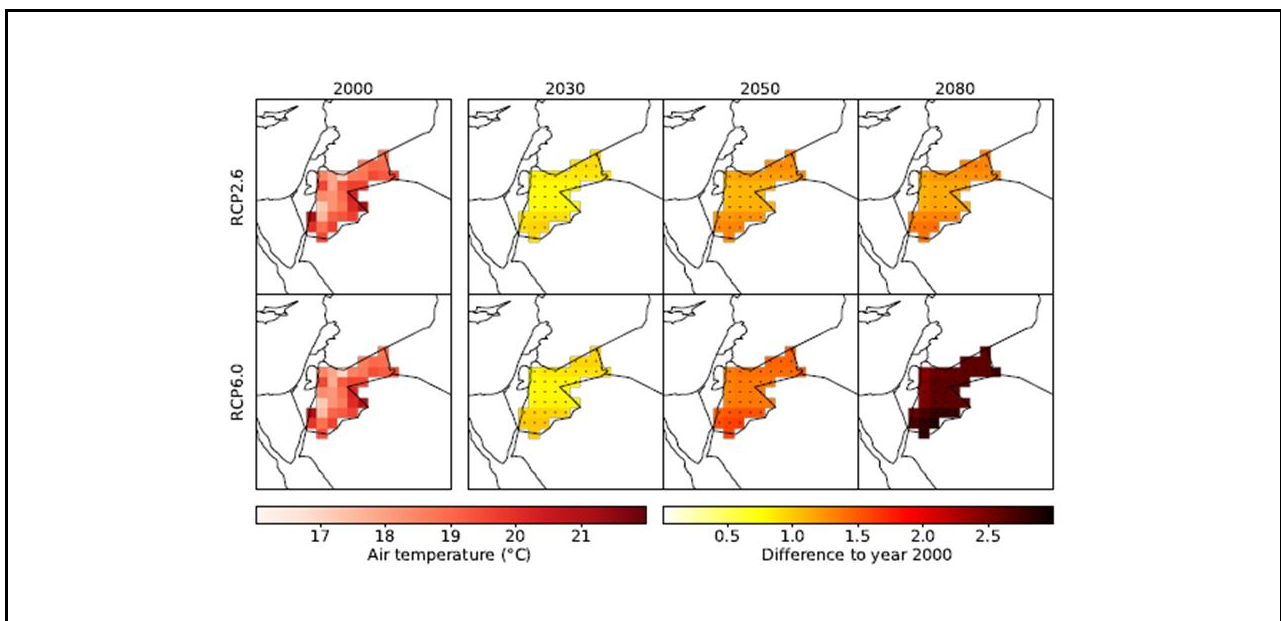 2000 2030 2050 2080
RCP2.6
RCP6.0
17 18 19 20 21
Air temperature (°C)
0.5 1.0 1.5 2.0 2.5
Difference to year 2000